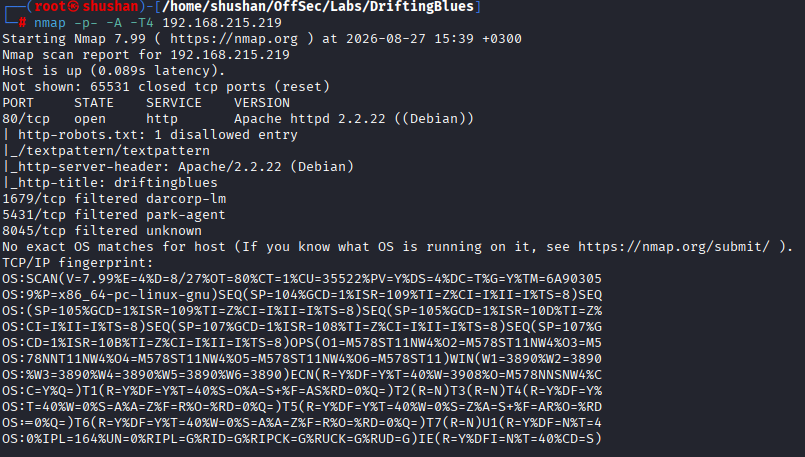 ┌──(root㉿shushan)-[/home/shushan/OffSec/Labs/DriftingBlues]
└─# nmap -p- -A -T4 192.168.215.219
Starting Nmap 7.99 ( https://nmap.org ) at 2026-08-27 15:39 +0300
Nmap scan report for 192.168.215.219
Host is up (0.089s latency).
Not shown: 65531 closed tcp ports (reset)
PORT     STATE    SERVICE    VERSION
80/tcp   open     http       Apache httpd 2.2.22 ((Debian))
| http-robots.txt: 1 disallowed entry
|_/textpattern/textpattern
|_http-server-header: Apache/2.2.22 (Debian)
|_http-title: driftingblues
1679/tcp filtered darcorp-lm
5431/tcp filtered park-agent
8045/tcp filtered unknown
No exact OS matches for host (If you know what OS is running on it, see https://nmap.org/submit/ ).
TCP/IP fingerprint:
OS:SCAN(V=7.99%E=4%D=8/27%OT=80%CT=1%CU=35522%PV=Y%DS=4%DC=T%G=Y%TM=6A90305
OS:9%P=x86_64-pc-linux-gnu)SEQ(SP=104%GCD=1%ISR=109%TI=Z%CI=I%II=I%TS=8)SEQ
OS:(SP=105%GCD=1%ISR=109%TI=Z%CI=I%II=I%TS=8)SEQ(SP=105%GCD=1%ISR=10D%TI=Z%
OS:CI=I%II=I%TS=8)SEQ(SP=107%GCD=1%ISR=108%TI=Z%CI=I%II=I%TS=8)SEQ(SP=107%G
OS:CD=1%ISR=10B%TI=Z%CI=I%II=I%TS=8)OPS(O1=M578ST11NW4%O2=M578ST11NW4%O3=M5
OS:78NNT11NW4%O4=M578ST11NW4%O5=M578ST11NW4%O6=M578ST11)WIN(W1=3890%W2=3890
OS:%W3=3890%W4=3890%W5=3890%W6=3890)ECN(R=Y%DF=Y%T=40%W=3908%O=M578NNSNW4%C
OS:C=Y%Q=)T1(R=Y%DF=Y%T=40%S=O%A=S+%F=AS%RD=0%Q=)T2(R=N)T3(R=N)T4(R=Y%DF=Y%
OS:T=40%W=0%S=A%A=Z%F=R%O=%RD=0%Q=)T5(R=Y%DF=Y%T=40%W=0%S=Z%A=S+%F=AR%O=%RD
OS:=0%Q=)T6(R=Y%DF=Y%T=40%W=0%S=A%A=Z%F=R%O=%RD=0%Q=)T7(R=N)U1(R=Y%DF=N%T=4
OS:0%IPL=164%UN=0%RIPL=G%RID=G%RIPCK=G%RUCK=G%RUD=G)IE(R=Y%DFI=N%T=40%CD=S)